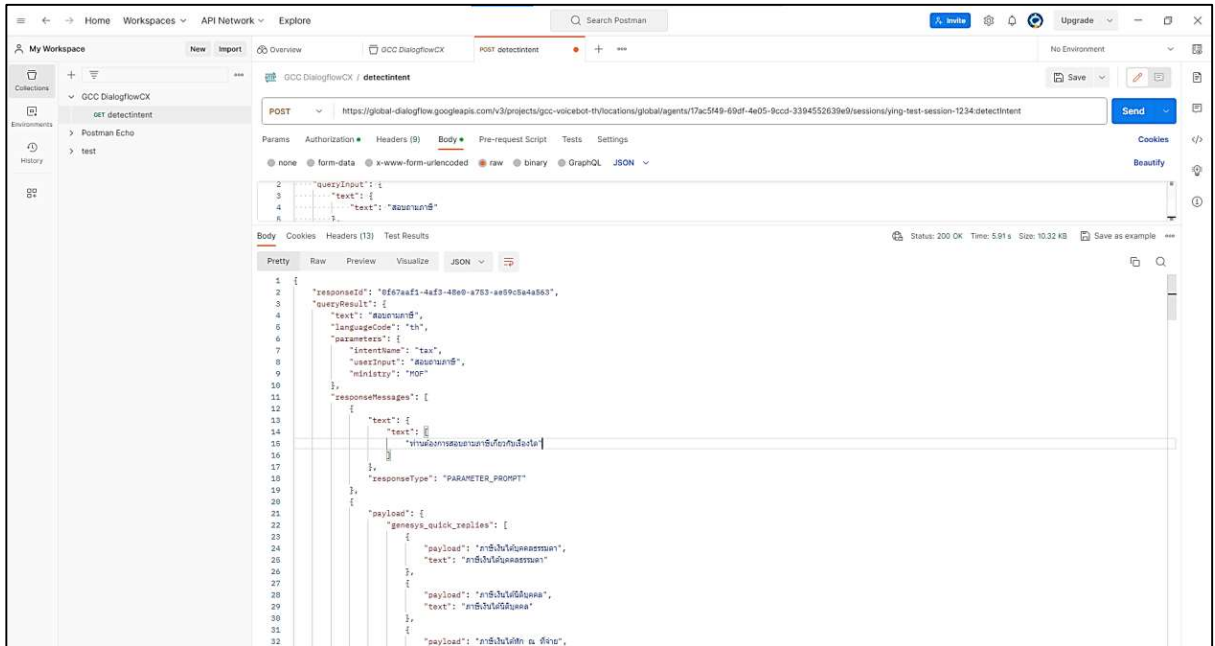 Home Workspaces API Network Explore Search Postman Invite Upgrade
My Workspace New Import Overview GCC DialogflowCX POST detectintent No Environment
Collections
Environments
History
GCC DialogflowCX
GET detectintent
Postman Echo
test
GCC DialogflowCX / detectintent Save
POST https://global-dialogflow.googleapis.com/v3/projects/gcc-voicebot-th/locations/global/agents/17ac5f49-69df-4e05-9ccd-3394552639e9/sessions/ying-test-session-1234:detectIntent Send
Params Authorization Headers (9) Body Pre-request Script Tests Settings Cookies
none form-data x-www-form-urlencoded raw binary GraphQL JSON Beautify
2 "queryInput": {
3 "text": {
4 "text": "สอบถามภาษี"
5 },
Body Cookies Headers (13) Test Results Status: 200 OK Time: 5.91 s Size: 10.32 KB Save as example
Pretty Raw Preview Visualize JSON
1 {
2 "responseId": "0f67aaf1-4af3-48e0-a753-ae59c5a4a563",
3 "queryResult": {
4 "text": "สอบถามภาษี",
5 "languageCode": "th",
6 "parameters": {
7 "intentName": "tax",
8 "userInput": "สอบถามภาษี",
9 "ministry": "MOF"
10 },
11 "responseMessages": [
12 {
13 "text": {
14 "text": [
15 "ท่านต้องการสอบถามภาษีเกี่ยวกับเรื่องใด"
16 ]
17 },
18 "responseType": "PARAMETER_PROMPT"
19 },
20 {
21 "payload": {
22 "genesys_quick_replies": [
23 {
24 "payload": "ภาษีเงินได้บุคคลธรรมดา",
25 "text": "ภาษีเงินได้บุคคลธรรมดา"
26 },
27 {
28 "payload": "ภาษีเงินได้นิติบุคคล",
29 "text": "ภาษีเงินได้นิติบุคคล"
30 },
31 {
32 "payload": "ภาษีเงินได้หัก ณ ที่จ่าย",